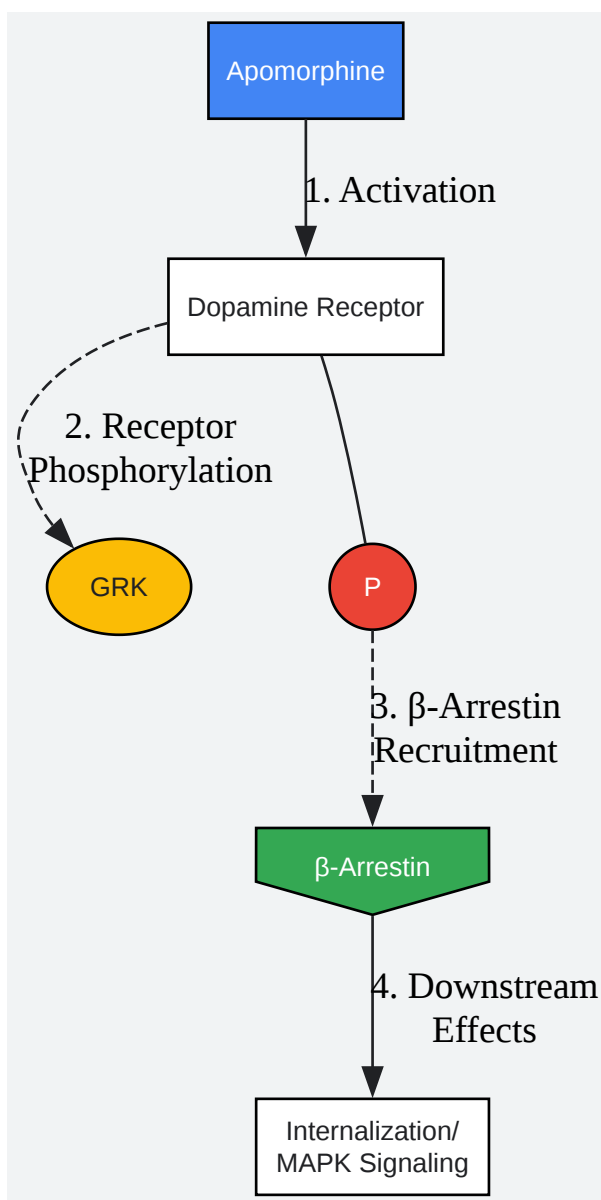 Apomorphine
1. Activation
Dopamine Receptor
2. Receptor
Phosphorylation
GRK
P
3. β-Arrestin
Recruitment
β-Arrestin
4. Downstream
Effects
Internalization/
MAPK Signaling